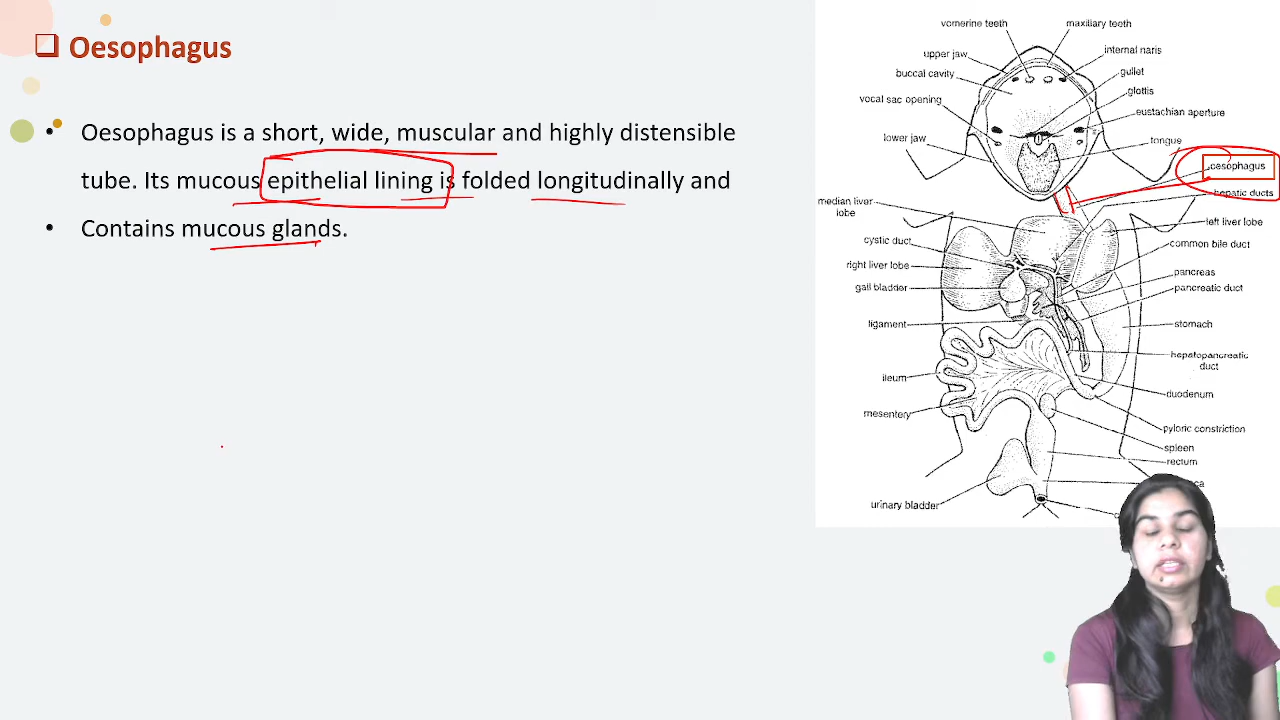 Oesophagus
Oesophagus is a short, wide, muscular and highly distensible
tube. Its mucous epithelial lining is folded longitudinally and
Contains mucous glands.
vomerine teeth
maxiliary teeth
upper jaw
internal naris
buccal cavity
gullet
glottis
vocal sac opening
eustachian aperture
lower jaw
tongue
oesophagus
hepatic ducts
median liver
lobe
left liver lobe
cystic duct
common bile duct
right liver lobe
pancreas
gall bladder
pancreatic duct
ligament
stomach
hepatopancreatic
duct
ileum
duodenum
mesentery
pyloric constriction
spleen
rectum
urinary bladder